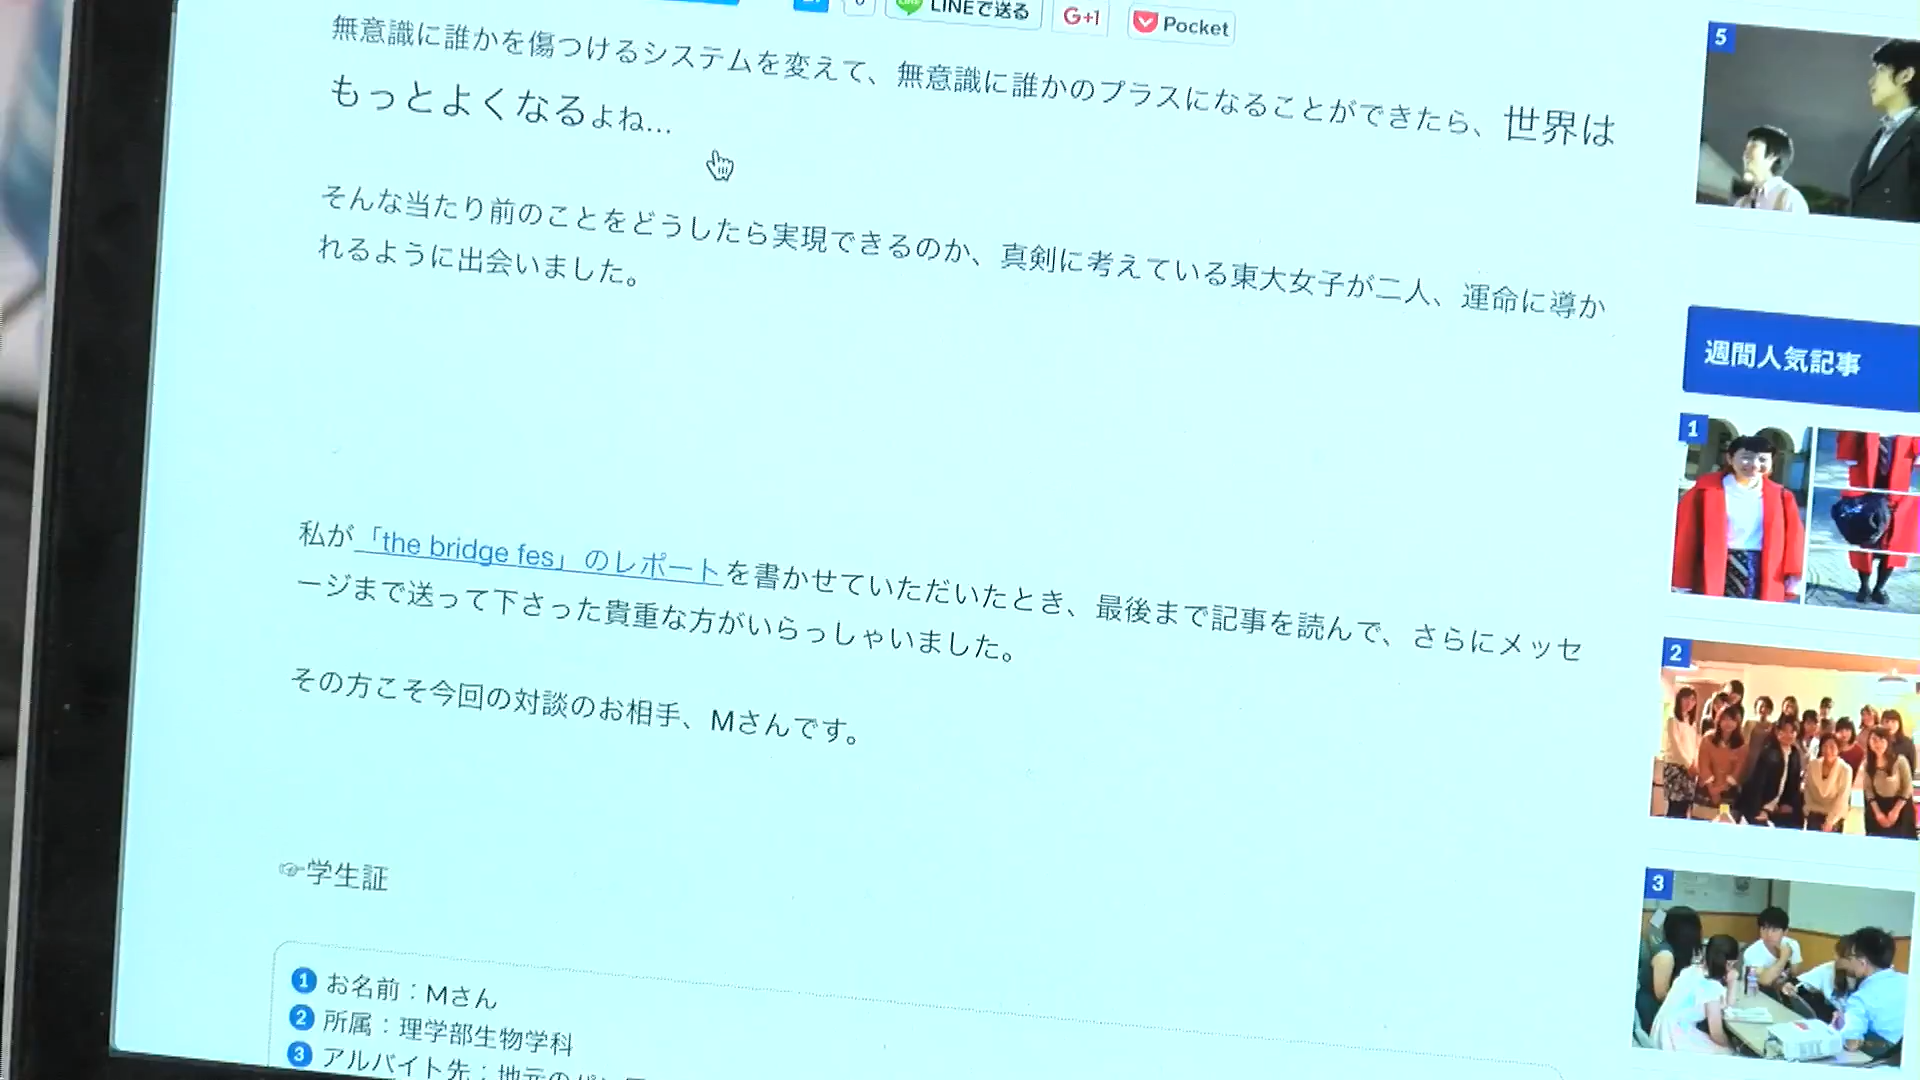 LINEで送る
G+1
Pocket
無意識に誰かを傷つけるシステムを変えて、無意識に誰かのプラスになることができたら、世界は
もっとよくなるよね...
そんな当たり前のことをどうしたら実現できるのか、真剣に考えている東大女子が二人、運命に導か
れるように出会いました。
私が「the bridge fes」のレポートを書かせていただいたとき、最後まで記事を読んで、さらにメッセ
ージまで送って下さった貴重な方がいらっしゃいました。
その方こそ今回の対談のお相手、Mさんです。
☞学生証
1 お名前：Mさん
2 所属：理学部生物学科
3 アルバイト先：地元の
5
週間人気記事
1
2
3